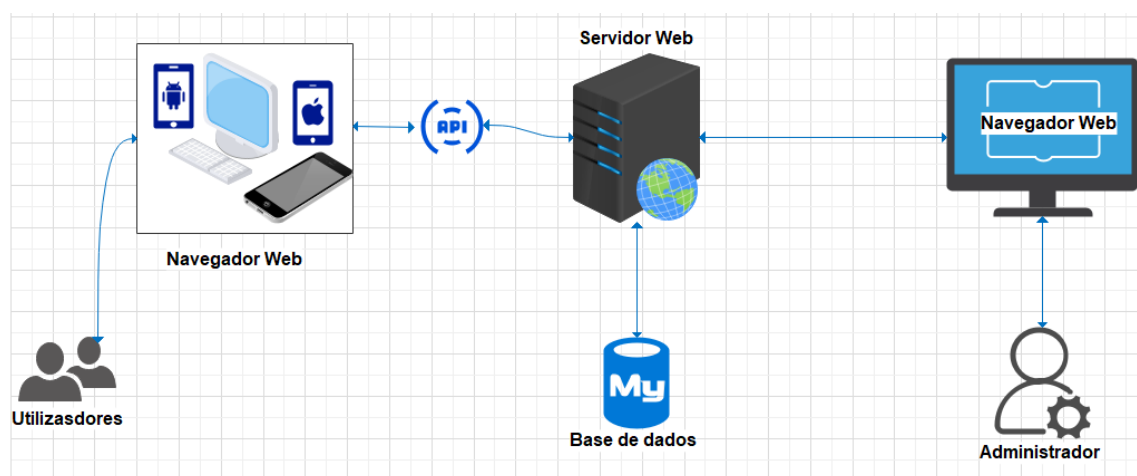 Servidor Web
API
Navegador Web
Navegador Web
My
Utilizasdores
Base de dados
Administrador